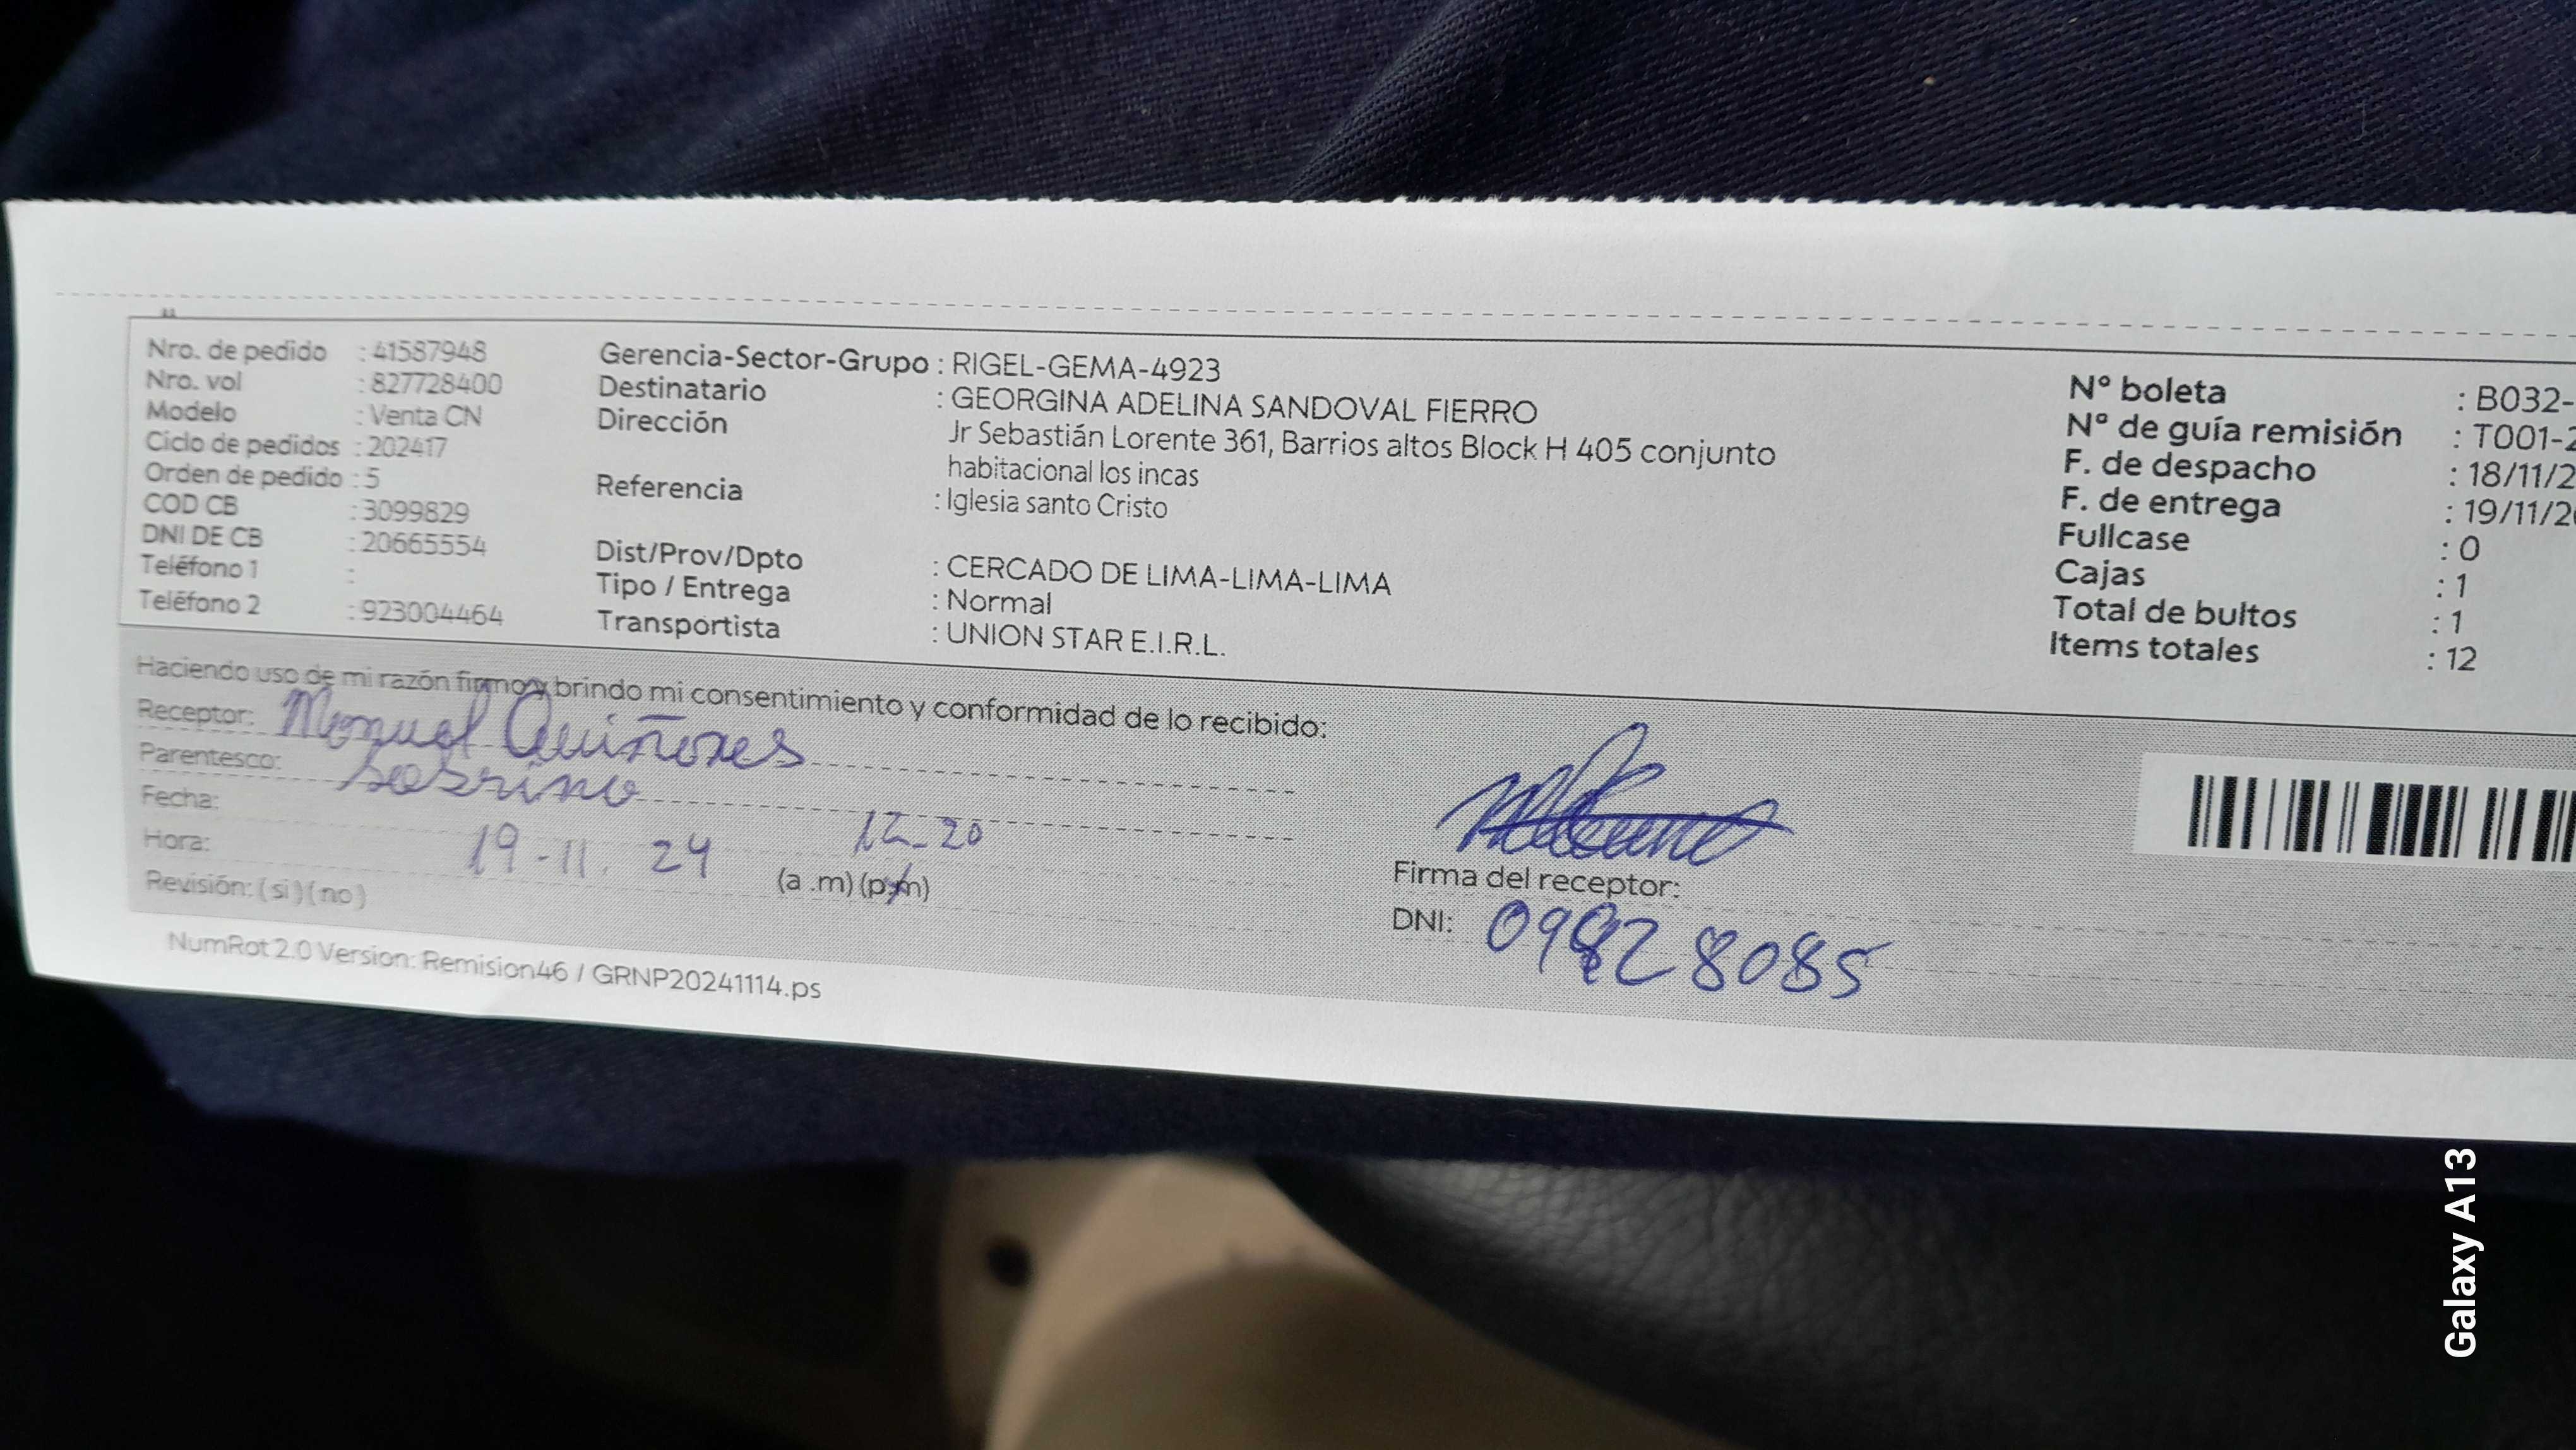 Nro. de pedido : 41587948
Nro. vol : 827728400
Modelo : Venta CN
Ciclo de pedidos : 202417
Orden de pedido : 5
COD CB : 3099829
DNI DE CB : 20665554
Teléfono 1 :
Teléfono 2 : 923004464
Gerencia-Sector-Grupo : RIGEL-GEMA-4923
Destinatario : GEORGINA ADELINA SANDOVAL FIERRO
Dirección Jr Sebastián Lorente 361, Barrios altos Block H 405 conjunto
habitacional los incas
Referencia : Iglesia santo Cristo
Dist/Prov/Dpto : CERCADO DE LIMA-LIMA-LIMA
Tipo / Entrega : Normal
Transportista : UNION STAR E.I.R.L.
N° boleta : B032-
N° de guía remisión : T001-2
F. de despacho : 18/11/2
F. de entrega : 19/11/2
Fullcase : 0
Cajas : 1
Total de bultos : 1
Items totales : 12
Haciendo uso de mi razón firmo y brindo mi consentimiento y conformidad de lo recibido:
Receptor: Manuel Quiñones
Parentesco: sobrino
Fecha: 19-11. 24
Hora: 12-20 (a .m) (p.m)
Revisión: (si) (no)
Firma del receptor:
DNI: 09828085
NumRot 2.0 Version: Remision46 / GRNP20241114.ps
Galaxy A13